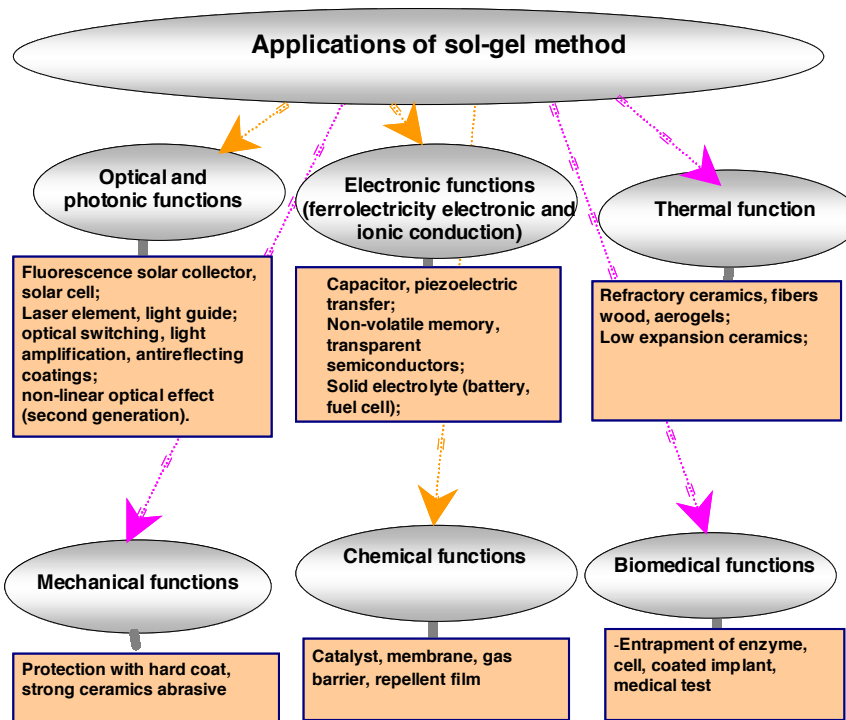 Applications of sol-gel method
Optical and
photonic functions
Electronic functions
(ferrolectricity electronic and
ionic conduction)
Thermal function
Fluorescence solar collector,
solar cell;
Laser element, light guide;
optical switching, light
amplification, antireflecting
coatings;
non-linear optical effect
(second generation).
Capacitor, piezoelectric
transfer;
Non-volatile memory,
transparent
semiconductors;
Solid electrolyte (battery,
fuel cell);
Refractory ceramics, fibers
wood, aerogels;
Low expansion ceramics;
Mechanical functions
Chemical functions
Biomedical functions
Protection with hard coat,
strong ceramics abrasive
Catalyst, membrane, gas
barrier, repellent film
-Entrapment of enzyme,
cell, coated implant,
medical test